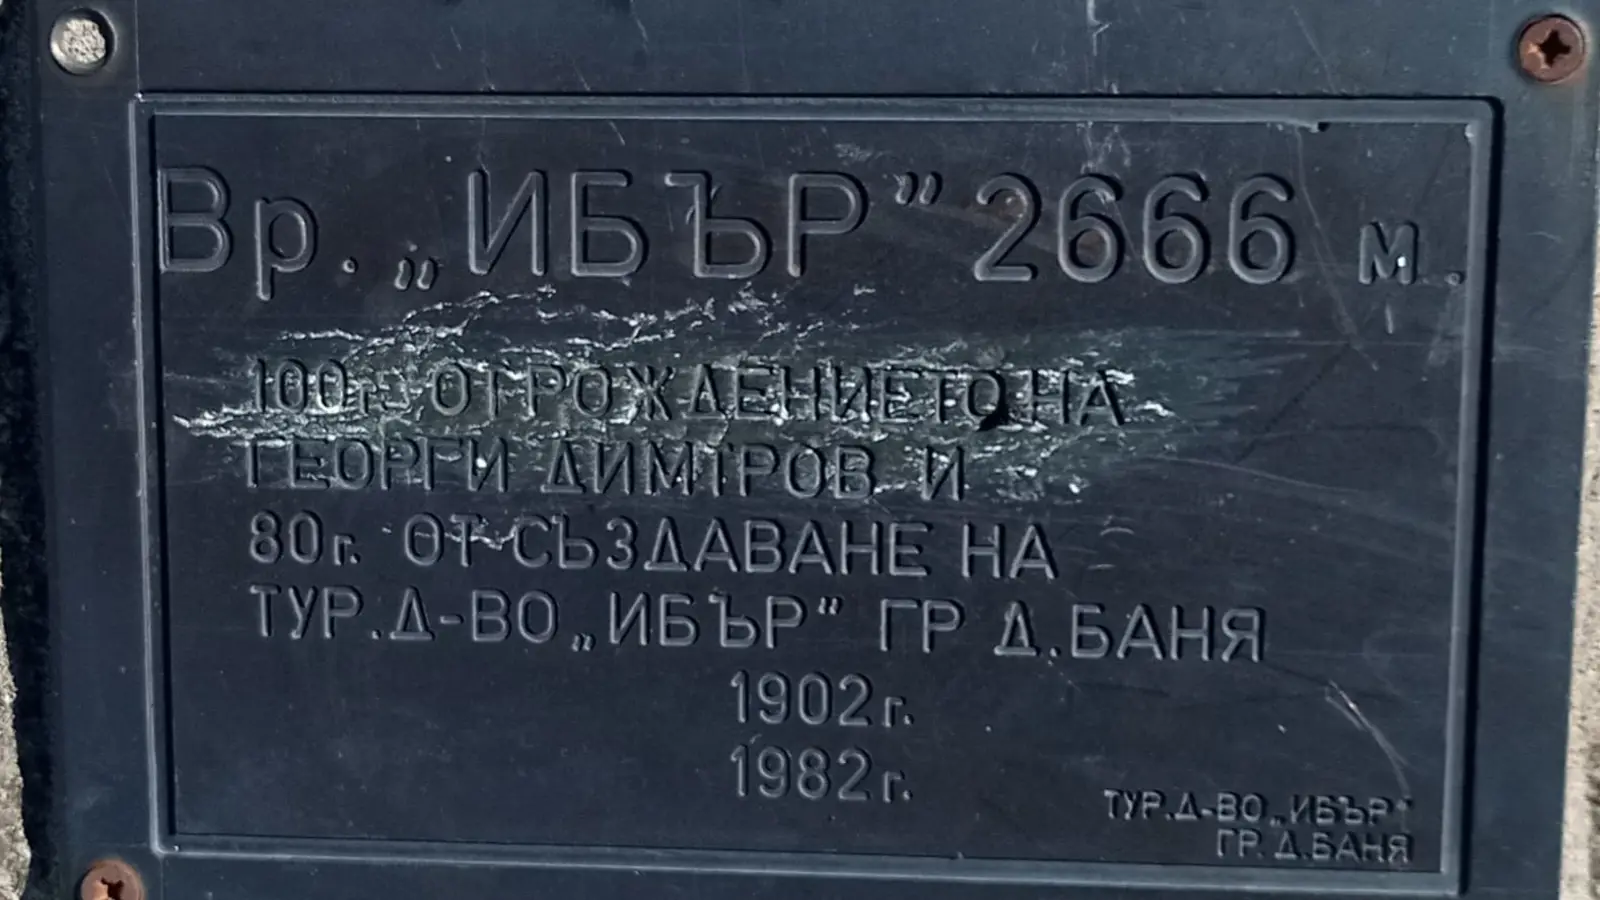 Вр. „ИБЪР” 2666 м.
100г. ОТ РОЖДЕНИЕТО НА
ГЕОРГИ ДИМИТРОВ И
80г. ОТ СЪЗДАВАНЕ НА
ТУР.Д-ВО „ИБЪР” ГР Д.БАНЯ
1902г.
1982г.
ТУР.Д-ВО „ИБЪР”
ГР. Д.БАНЯ